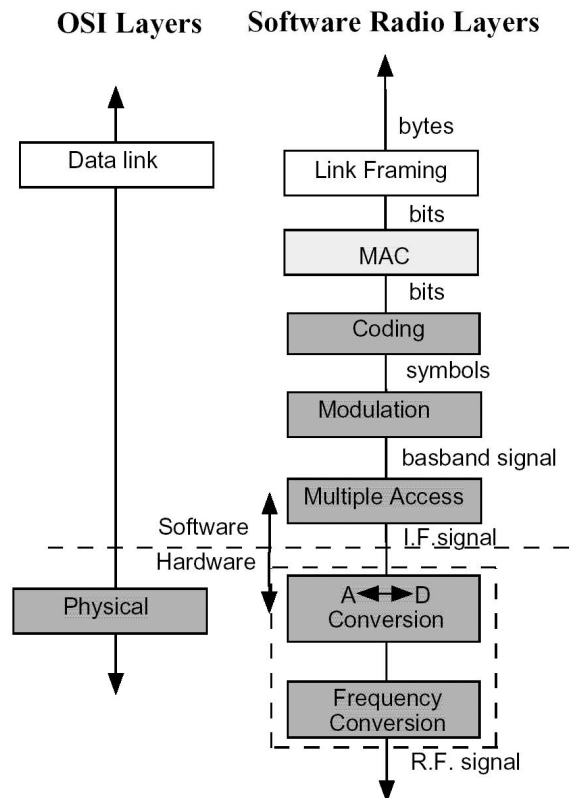 OSI Layers
Software Radio Layers
bytes
Data link
Link Framing
bits
MAC
bits
Coding
symbols
Modulation
basband signal
Multiple Access
Software
I.F.signal
Hardware
Physical
A D
Conversion
Frequency
Conversion
R.F. signal